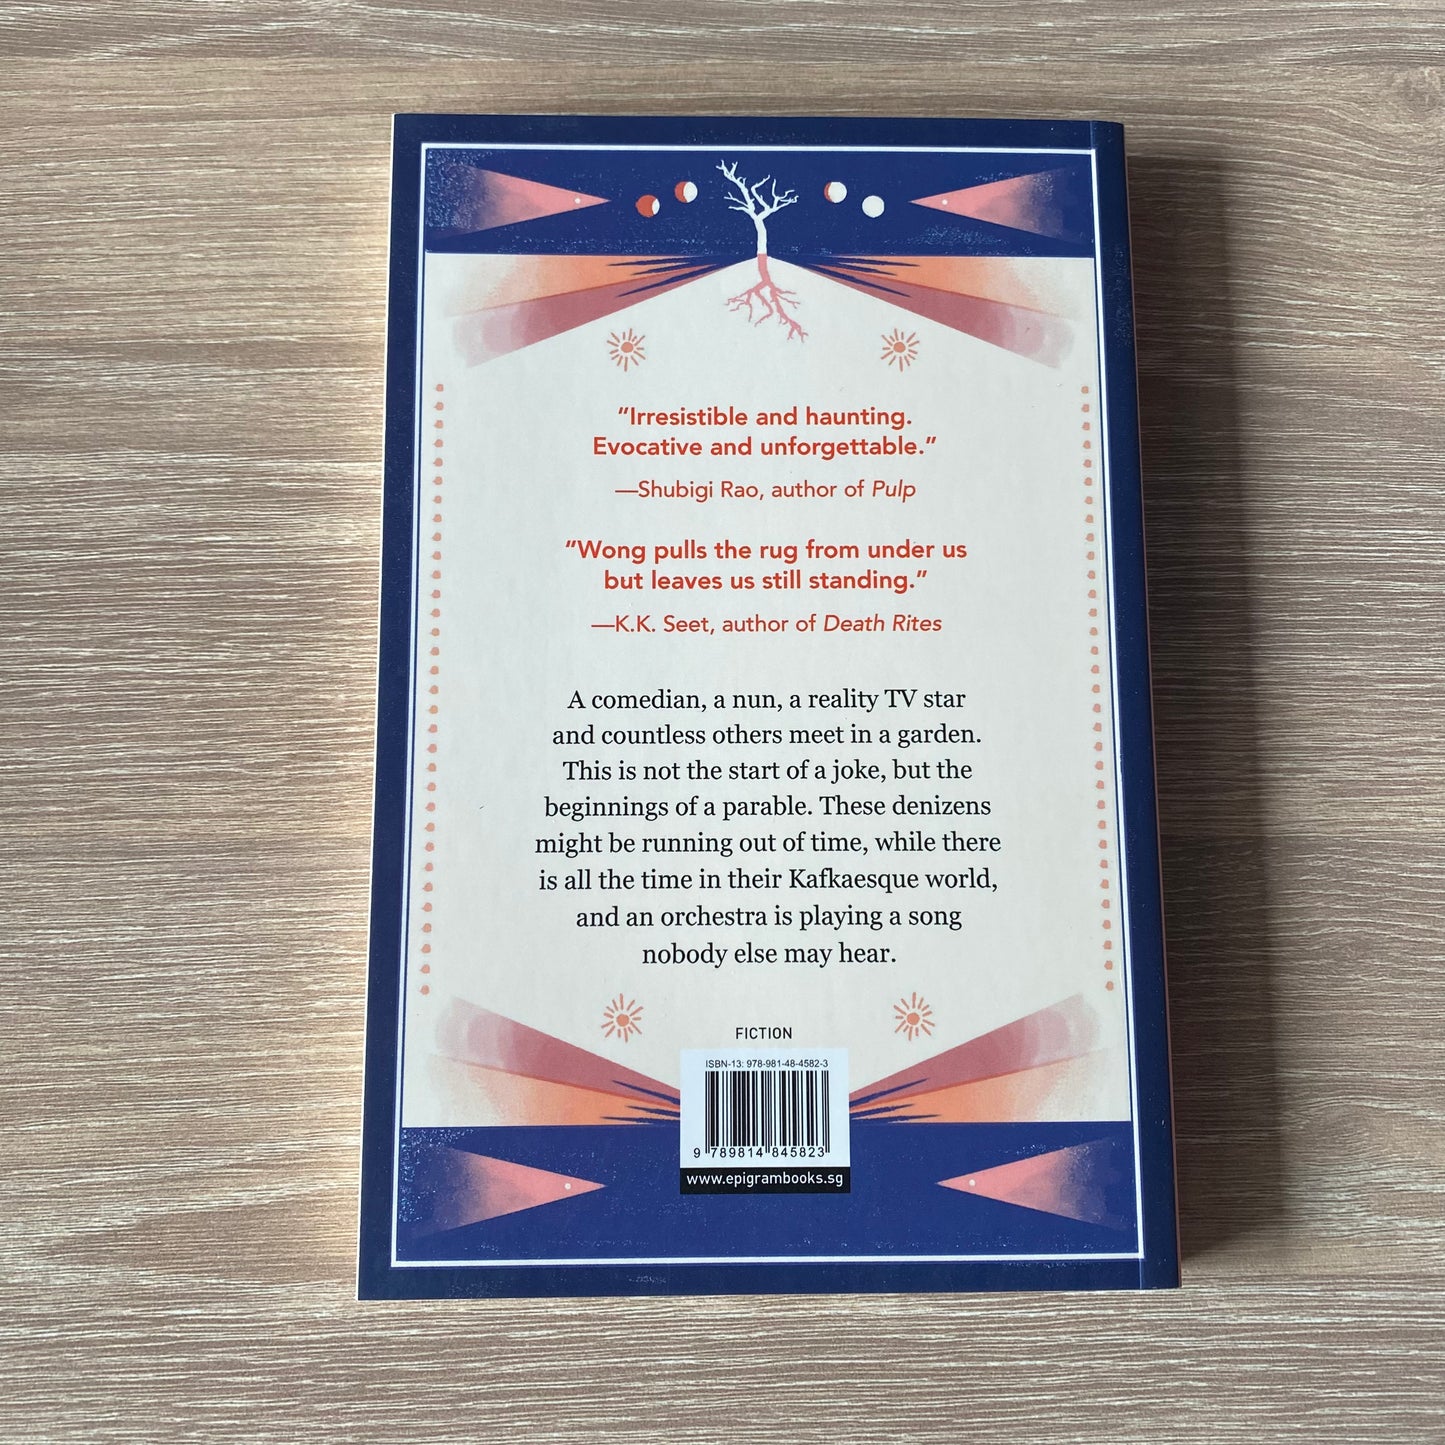 “Irresistible and haunting.
Evocative and unforgettable.”
—Shubigi Rao, author of Pulp
“Wong pulls the rug from under us
but leaves us still standing.”
—K.K. Seet, author of Death Rites
A comedian, a nun, a reality TV star
and countless others meet in a garden.
This is not the start of a joke, but the
beginnings of a parable. These denizens
might be running out of time, while there
is all the time in their Kafkaesque world,
and an orchestra is playing a song
nobody else may hear.
FICTION
ISBN-13: 978-981-48-4582-3
9 789814 845823
www.epigrambooks.sg